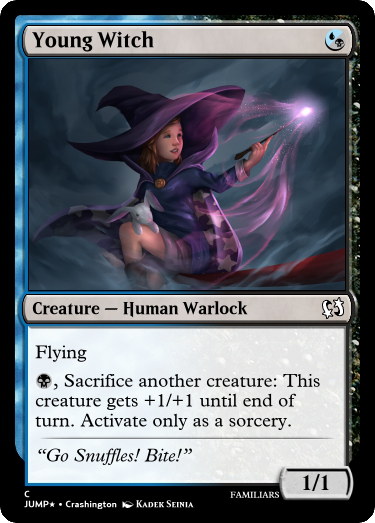 Young Witch
Creature — Human Warlock
Flying
, Sacrifice another creature: This
creature gets +1/+1 until end of
turn. Activate only as a sorcery.
“Go Snuffles! Bite!”
1/1
C
JUMP★ • Crashington Kadek Seinia
FAMILIARS